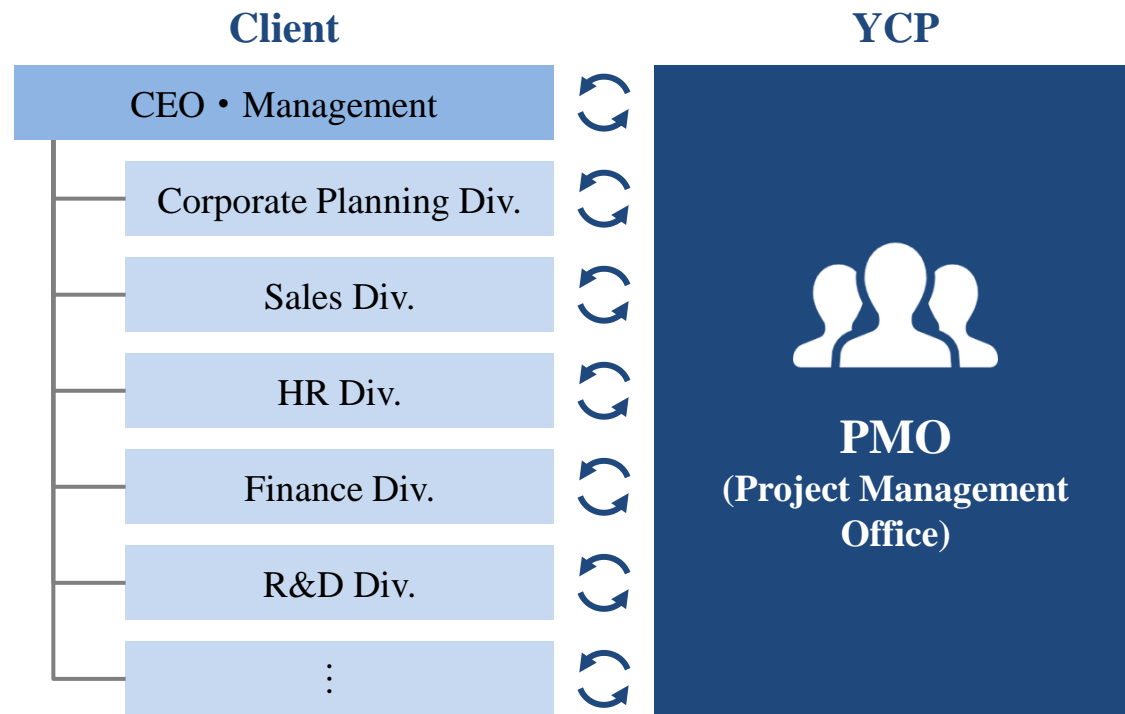 Client
YCP
CEO・Management
Corporate Planning Div.
Sales Div.
HR Div.
Finance Div.
R&D Div.
⋮
PMO
(Project Management
Office)